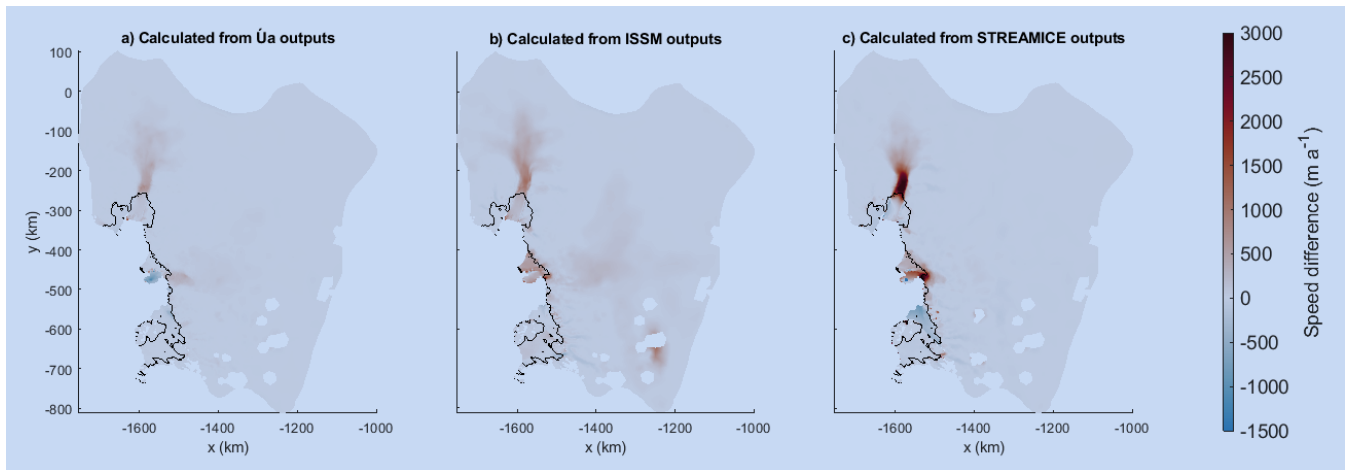 a) Calculated from Úa outputs
b) Calculated from ISSM outputs
c) Calculated from STREAMICE outputs
100
0
-100
-200
-300
-400
-500
-600
-700
-800
y (km)
-1600 -1400 -1200 -1000
x (km)
-1600 -1400 -1200 -1000
x (km)
-1600 -1400 -1200 -1000
x (km)
3000
2500
2000
1500
1000
500
0
-500
-1000
-1500
Speed difference (m a⁻¹)